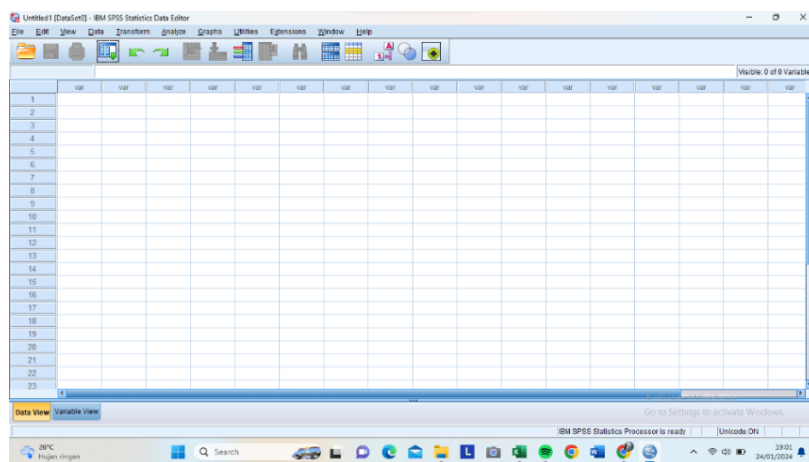 Untitled1 [DataSet0] - IBM SPSS Statistics Data Editor
File Edit View Data Transform Analyze Graphs Utilities Extensions Window Help
Visible: 0 of 0 Variable
var var var var var var var var var var var var var var var var var
1
2
3
4
5
6
7
8
9
10
11
12
13
14
15
16
17
18
19
20
21
22
23
Data View Variable View
Go to Settings to activate Windows.
IBM SPSS Statistics Processor is ready Unicode:ON
26°C
Hujan ringan
Search
19.01
24/01/2024